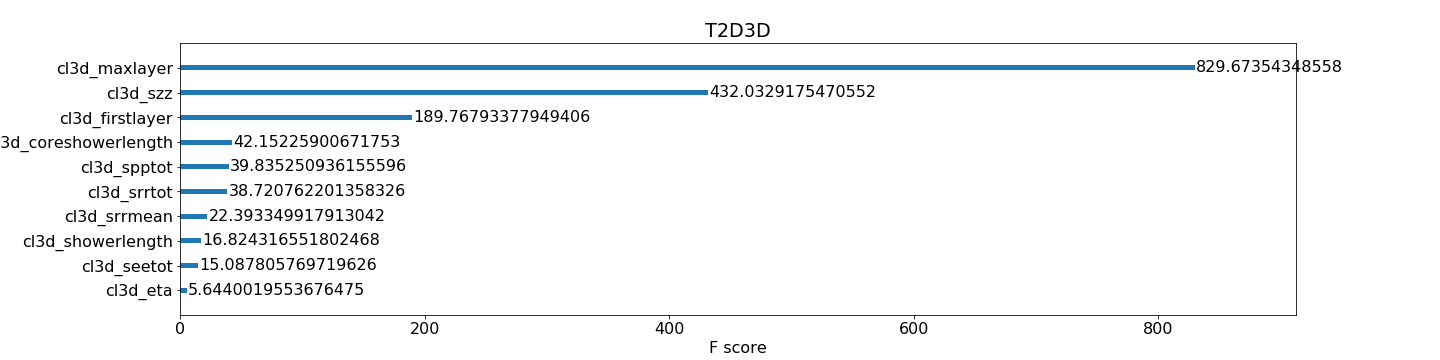 T2D3D
cl3d_maxlayer 829.67354348558
cl3d_szz 432.0329175470552
cl3d_firstlayer 189.76793377949406
3d_coreshowerlength 42.15225900671753
cl3d_spptot 39.835250936155596
cl3d_srrtot 38.720762201358326
cl3d_srrmean 22.393349917913042
cl3d_showerlength 16.824316551802468
cl3d_seetot 15.087805769719626
cl3d_eta 5.6440019553676475
0 200 400 600 800
F score